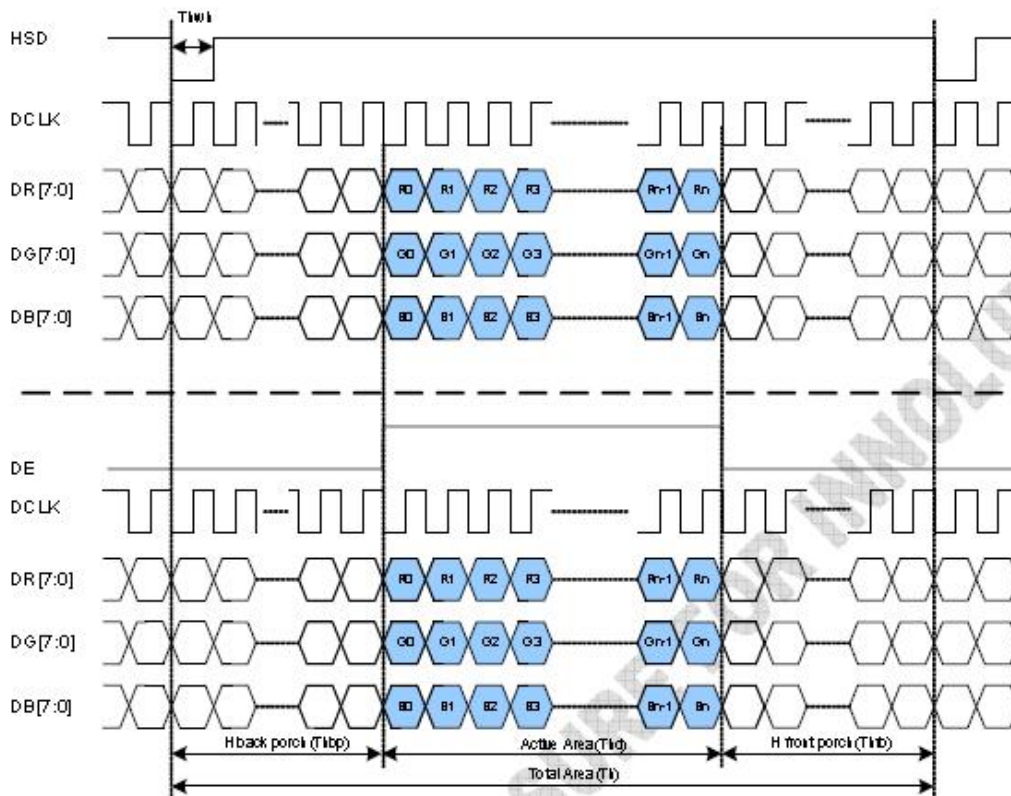 Thwh
HSD
DCLK
DR[7:0] R0 R1 R2 R3 Rn-1 Rn
DG[7:0] G0 G1 G2 G3 Gn-1 Gn
DB[7:0] B0 B1 B2 B3 Bn-1 Bn
DE
DCLK
DR[7:0] R0 R1 R2 R3 Rn-1 Rn
DG[7:0] G0 G1 G2 G3 Gn-1 Gn
DB[7:0] B0 B1 B2 B3 Bn-1 Bn
H back porch (Thbp) Active Area (Thd) H front porch (Thfb)
Total Area (Th)
SURE FOR INNOLU